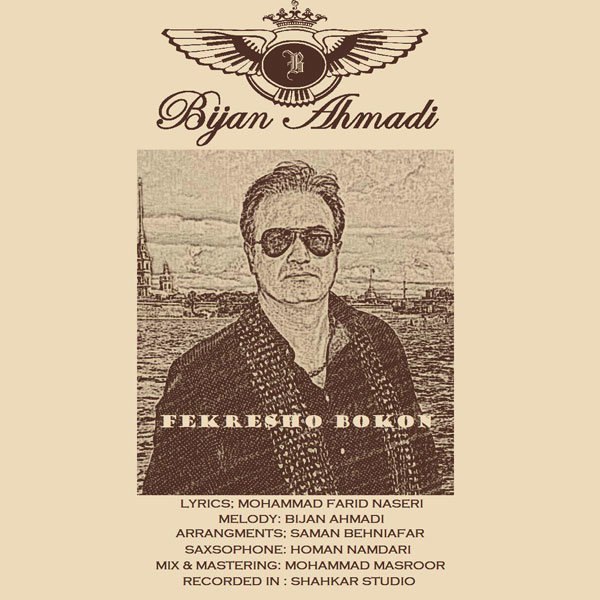 B
Bijan Ahmadi
FEKRESHO BOKON
LYRICS; MOHAMMAD FARID NASERI
MELODY: BIJAN AHMADI
ARRANGMENTS; SAMAN BEHNIAFAR
SAXSOPHONE: HOMAN NAMDARI
MIX & MASTERING: MOHAMMAD MASROOR
RECORDED IN : SHAHKAR STUDIO